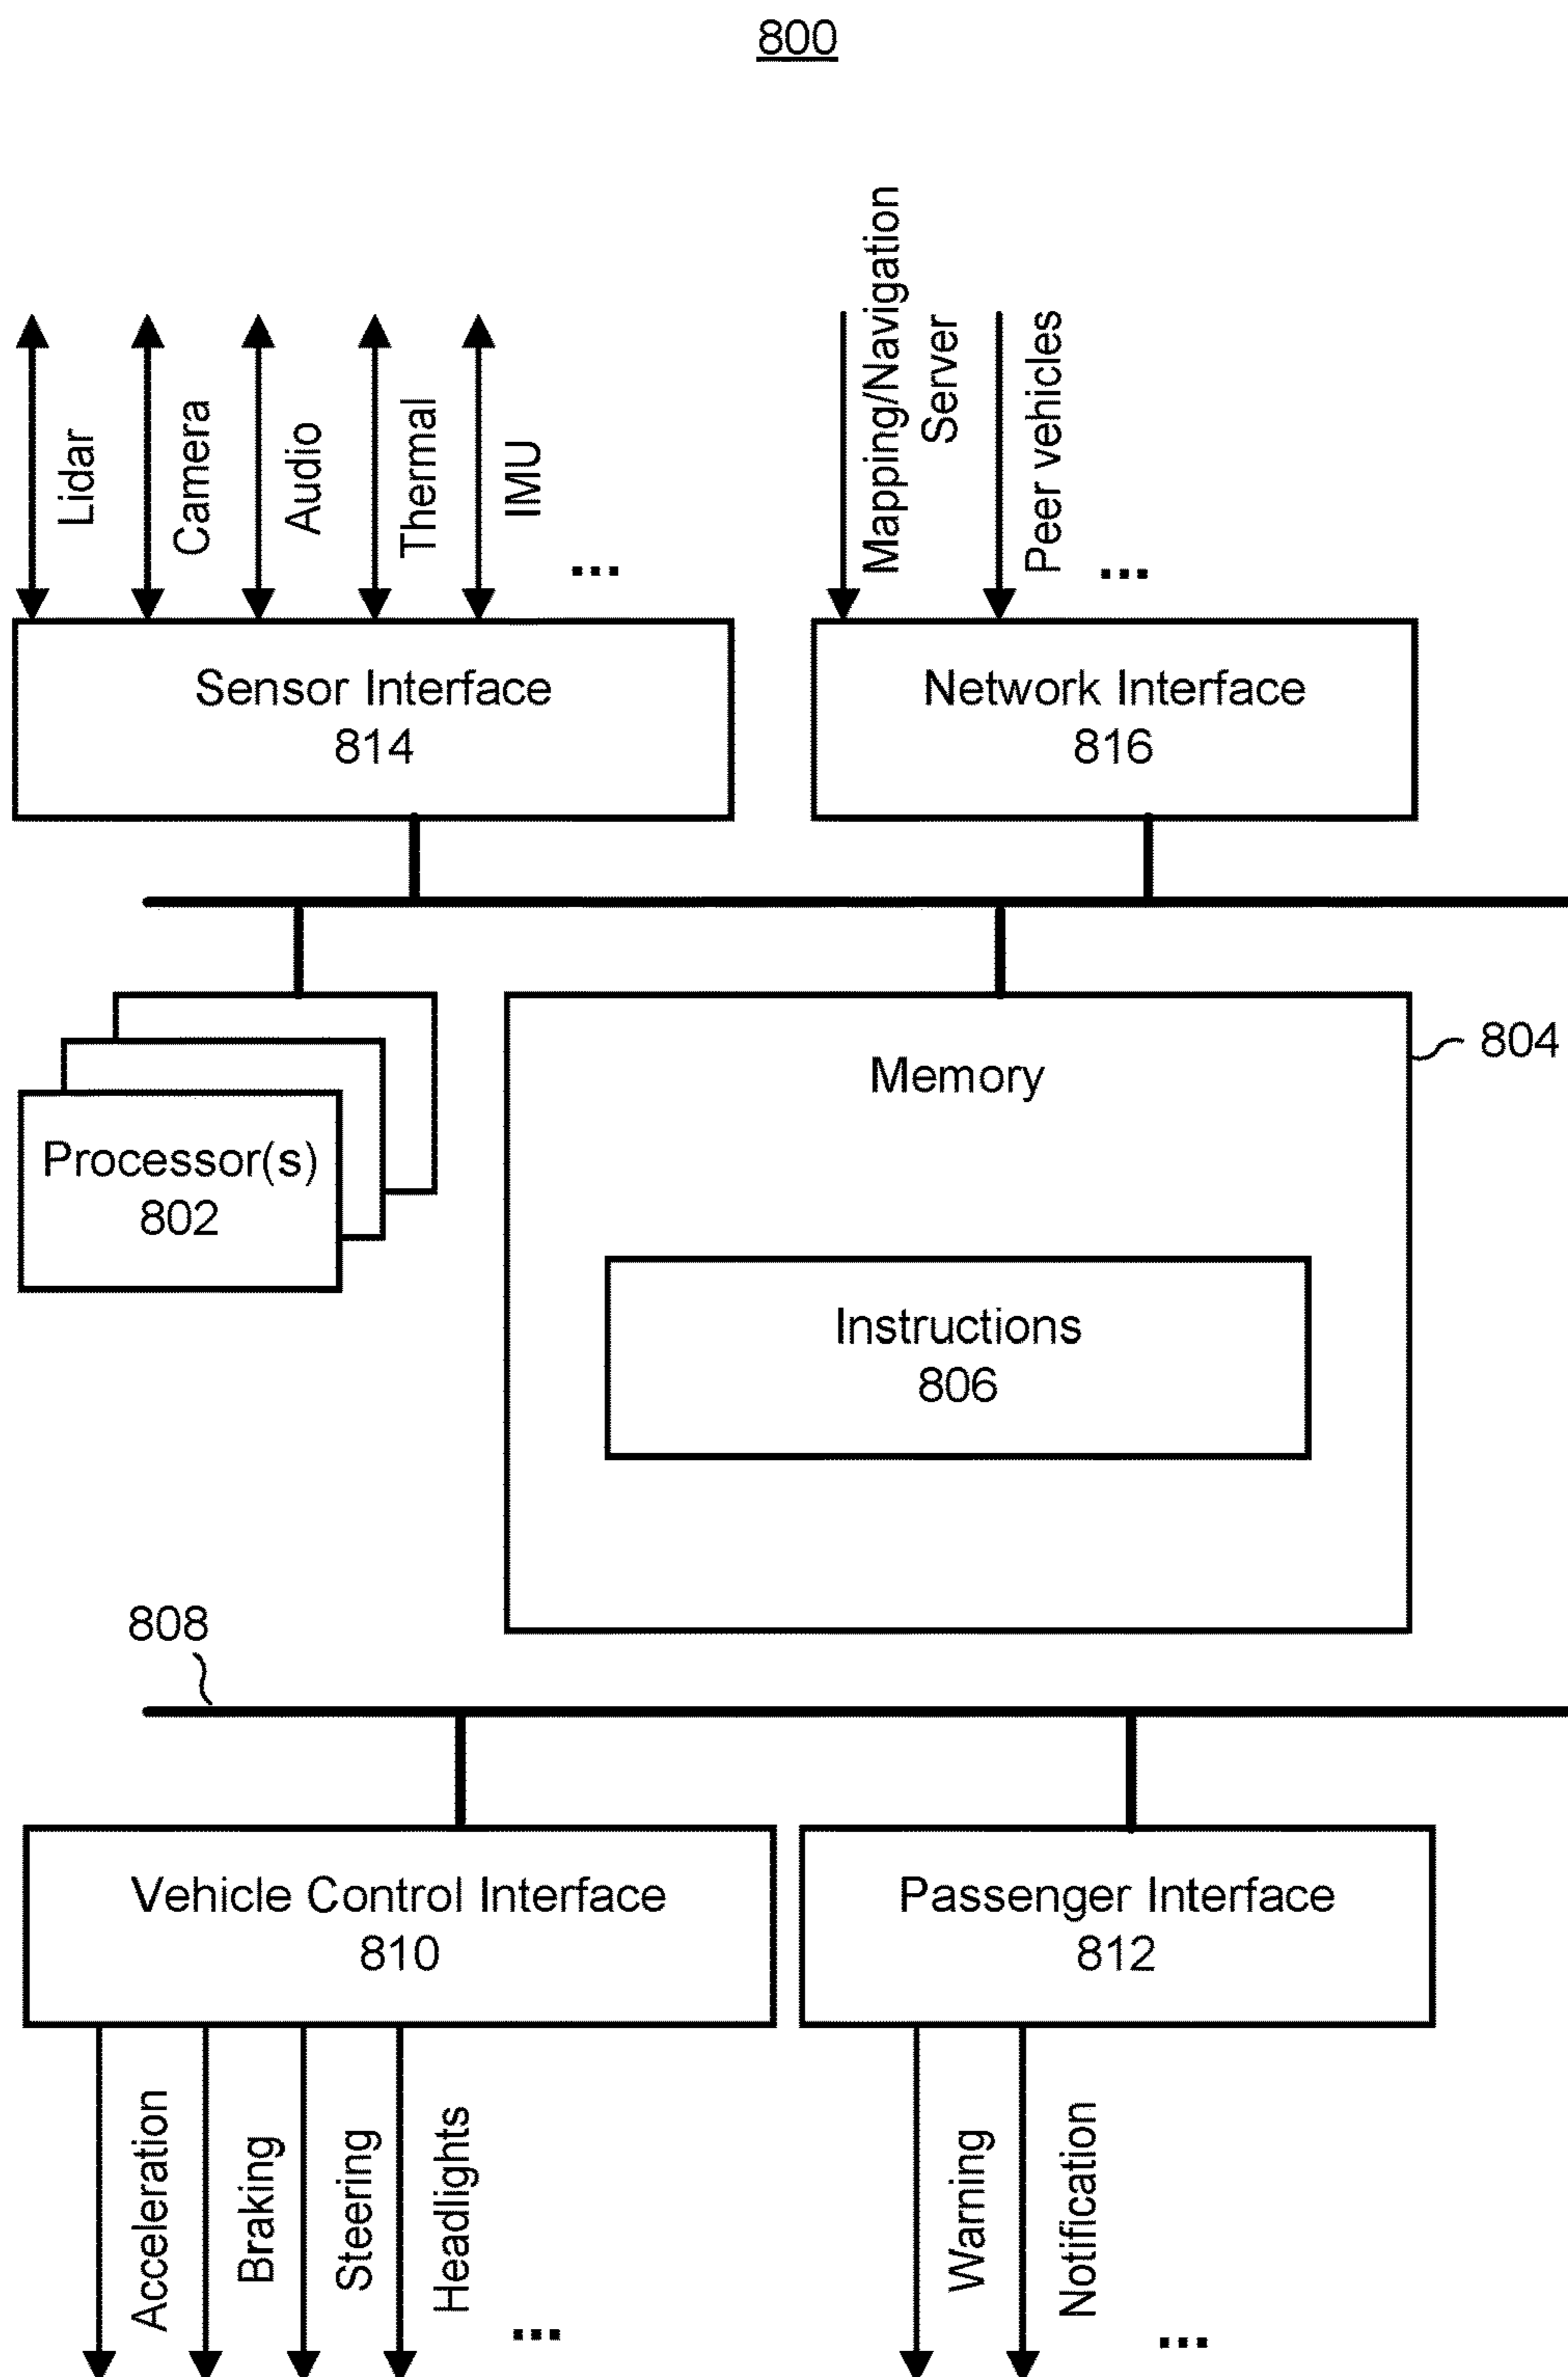 800
Lidar
Camera
Audio
Thermal
IMU
...
Mapping/Navigation
Server
Peer vehicles
...
Sensor Interface
814
Network Interface
816
Processor(s)
802
Memory
804
Instructions
806
808
Vehicle Control Interface
810
Passenger Interface
812
Acceleration
Braking
Steering
Headlights
...
Warning
Notification
...